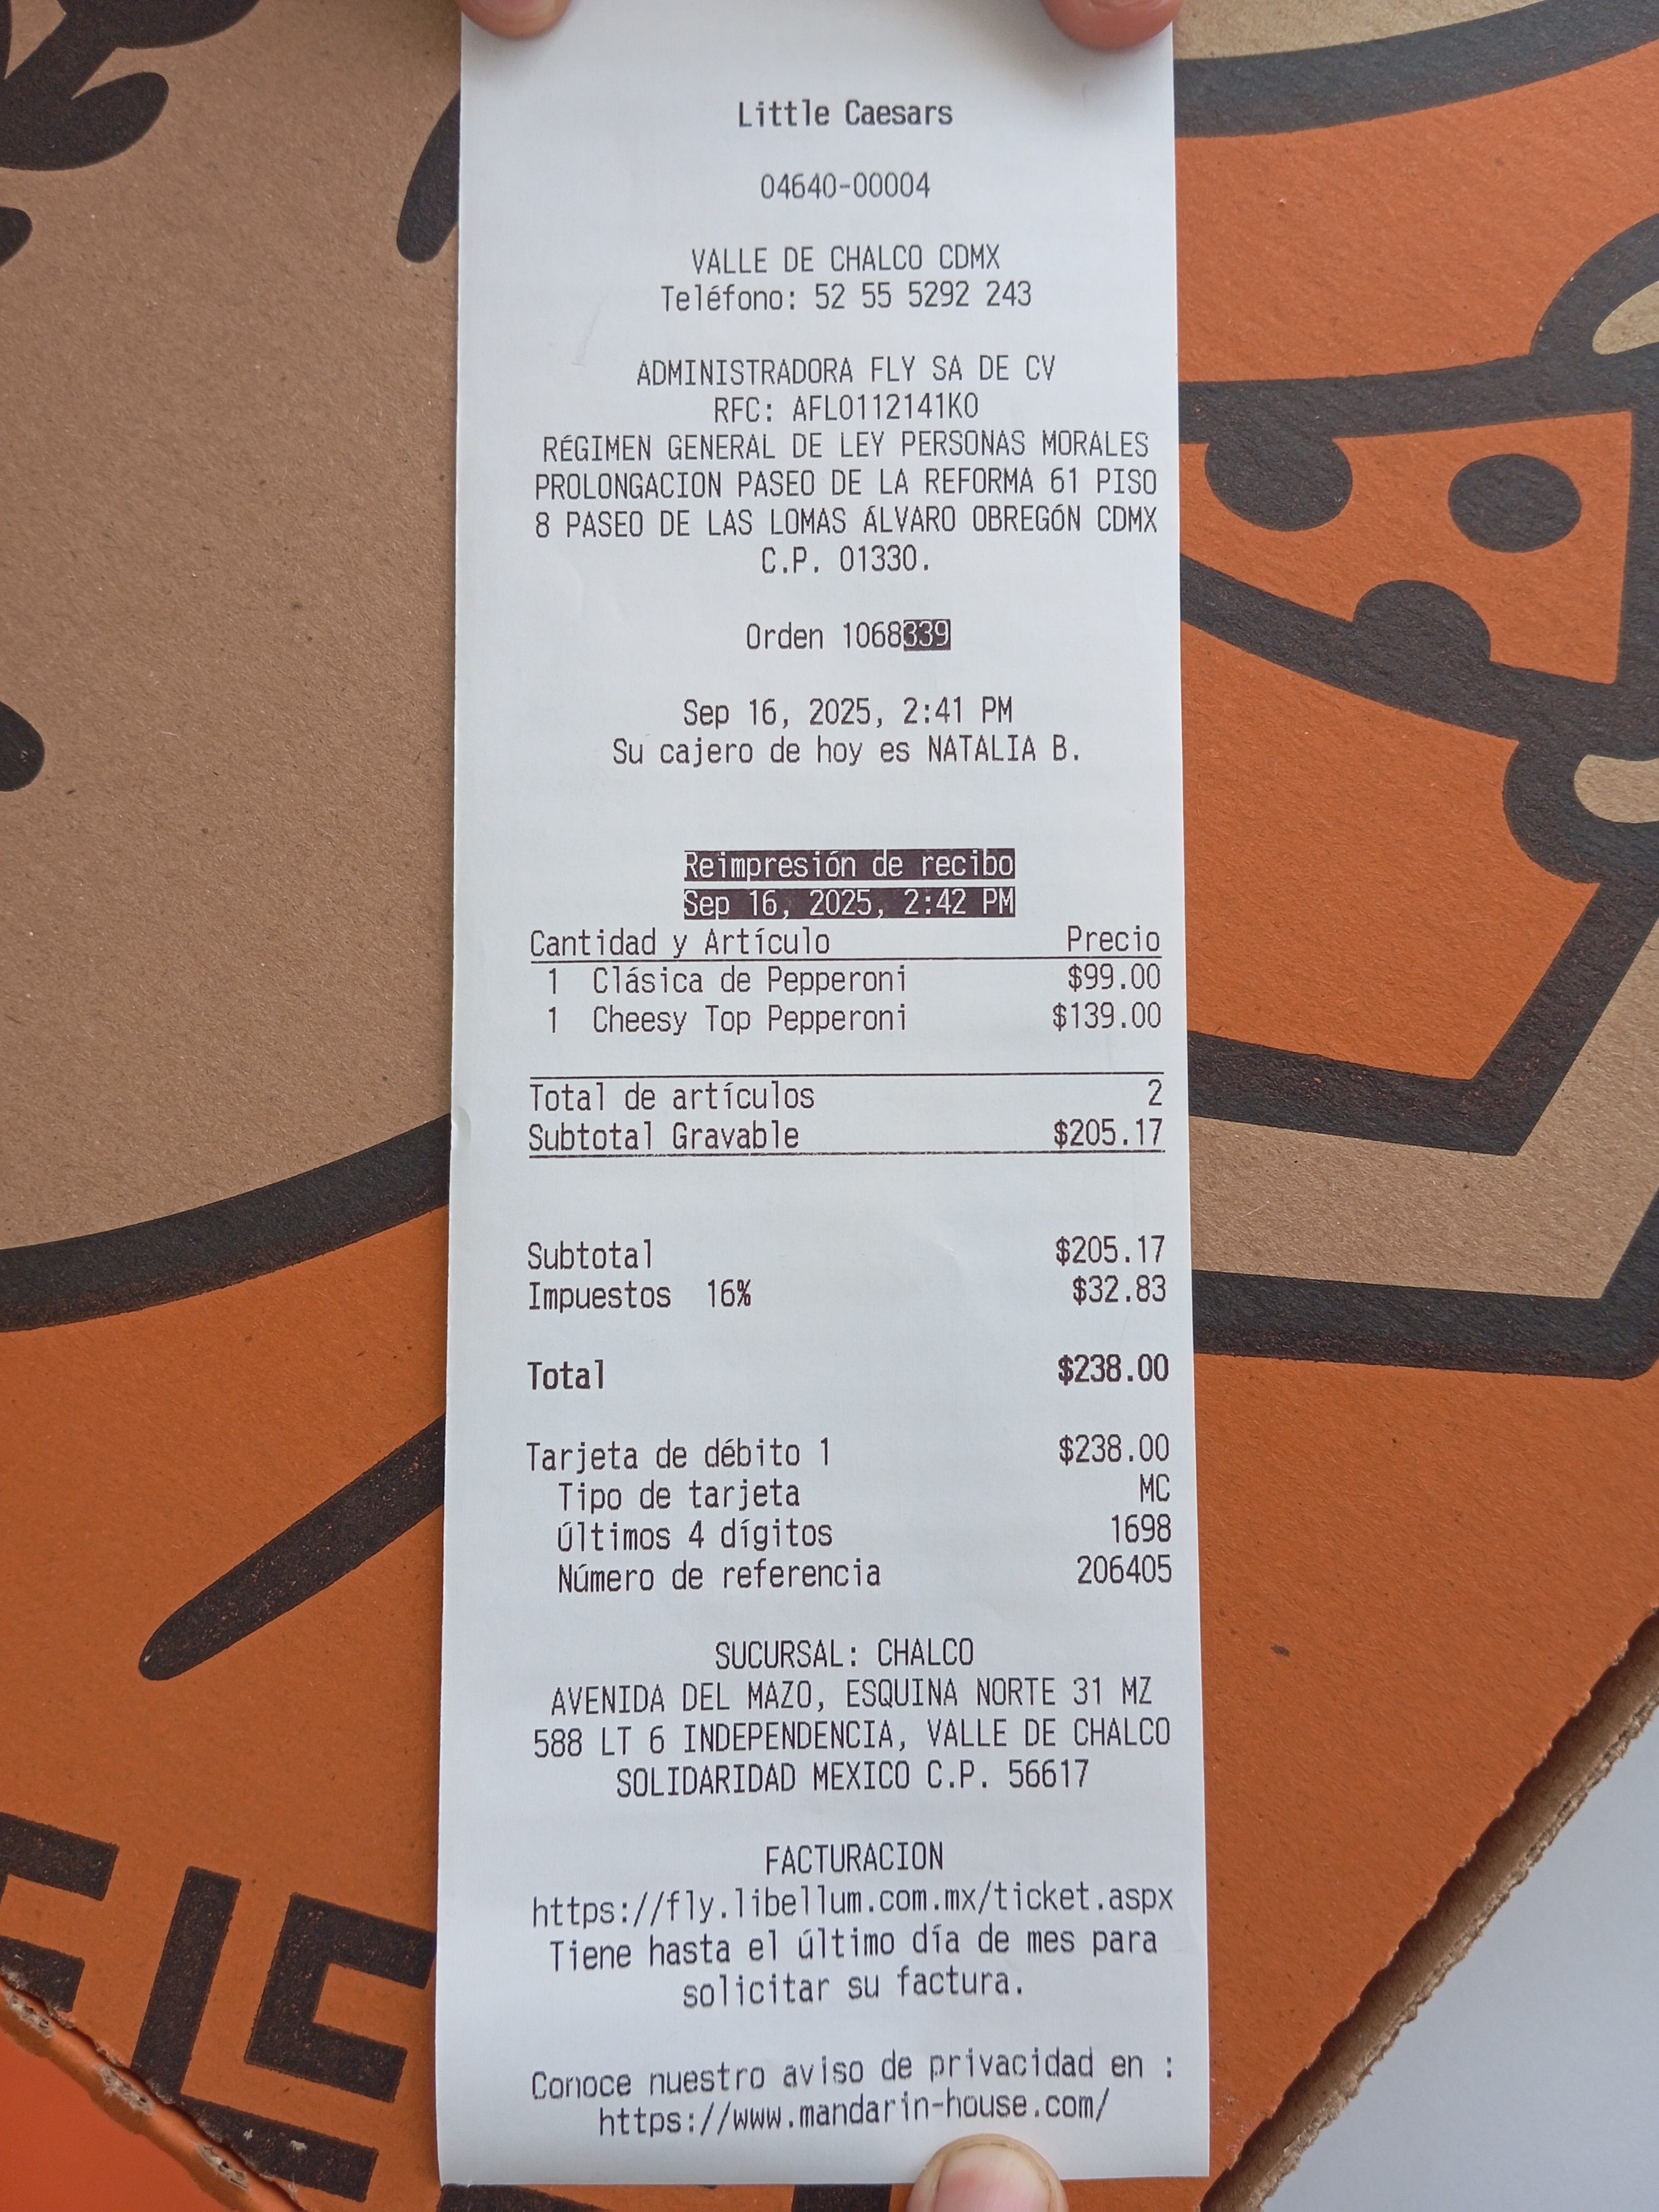 Little Caesars
04640-00004
VALLE DE CHALCO CDMX
Teléfono: 52 55 5292 243
ADMINISTRADORA FLY SA DE CV
RFC: AFL0112141K0
RÉGIMEN GENERAL DE LEY PERSONAS MORALES
PROLONGACION PASEO DE LA REFORMA 61 PISO
8 PASEO DE LAS LOMAS ÁLVARO OBREGÓN CDMX
C.P. 01330.
Orden 1068339
Sep 16, 2025, 2:41 PM
Su cajero de hoy es NATALIA B.
Reimpresión de recibo
Sep 16, 2025, 2:42 PM
Cantidad y Artículo Precio
1 Clásica de Pepperoni $99.00
1 Cheesy Top Pepperoni $139.00
Total de artículos 2
Subtotal Gravable $205.17
Subtotal $205.17
Impuestos 16% $32.83
Total $238.00
Tarjeta de débito 1 $238.00
Tipo de tarjeta MC
Últimos 4 dígitos 1698
Número de referencia 206405
SUCURSAL: CHALCO
AVENIDA DEL MAZO, ESQUINA NORTE 31 MZ
588 LT 6 INDEPENDENCIA, VALLE DE CHALCO
SOLIDARIDAD MEXICO C.P. 56617
FACTURACION
https://fly.libellum.com.mx/ticket.aspx
Tiene hasta el último día de mes para
solicitar su factura.
Conoce nuestro aviso de privacidad en :
https://www.mandarin-house.com/